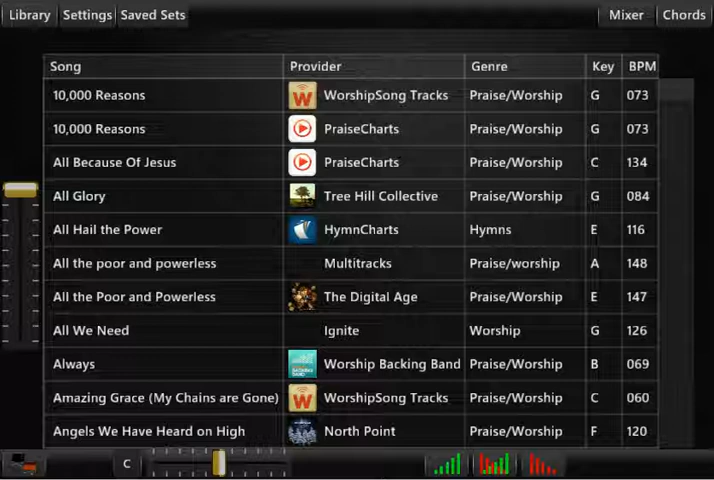 Library Settings Saved Sets Mixer Chords
Song Provider Genre Key BPM
10,000 Reasons W WorshipSong Tracks Praise/Worship G 073
10,000 Reasons PraiseCharts Praise/Worship G 073
All Because Of Jesus PraiseCharts Praise/Worship C 134
All Glory Tree Hill Collective Praise/Worship G 084
All Hail the Power HymnCharts Hymns E 116
All the poor and powerless Multitracks Praise/worship A 148
All the Poor and Powerless The Digital Age Praise/Worship E 147
All We Need Ignite Worship G 126
Always Worship Backing Band Praise/Worship B 069
Amazing Grace (My Chains are Gone) W WorshipSong Tracks Praise/Worship C 060
Angels We Have Heard on High North Point Praise/Worship F 120
C